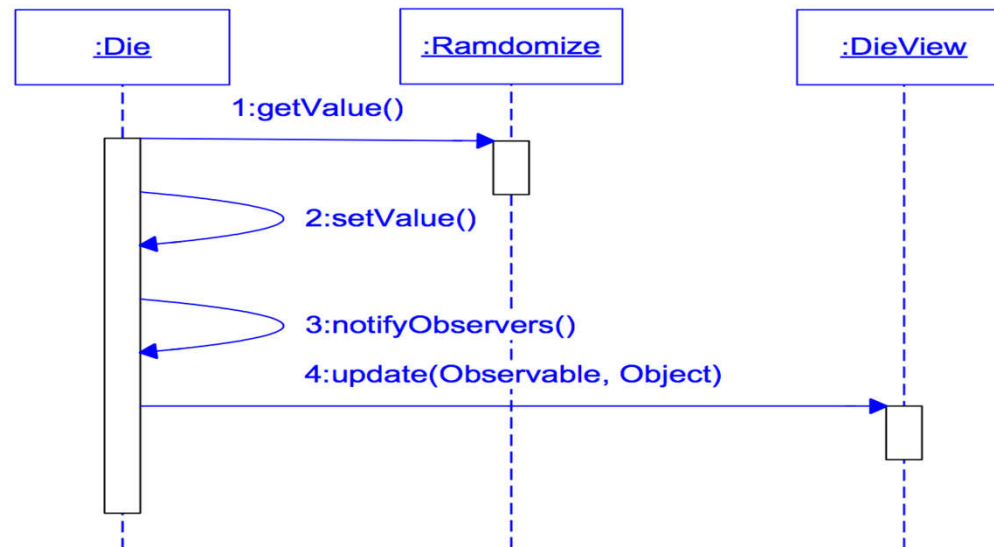 :Die
:Ramdomize
:DieView
1:getValue()
2:setValue()
3:notifyObservers()
4:update(Observable, Object)